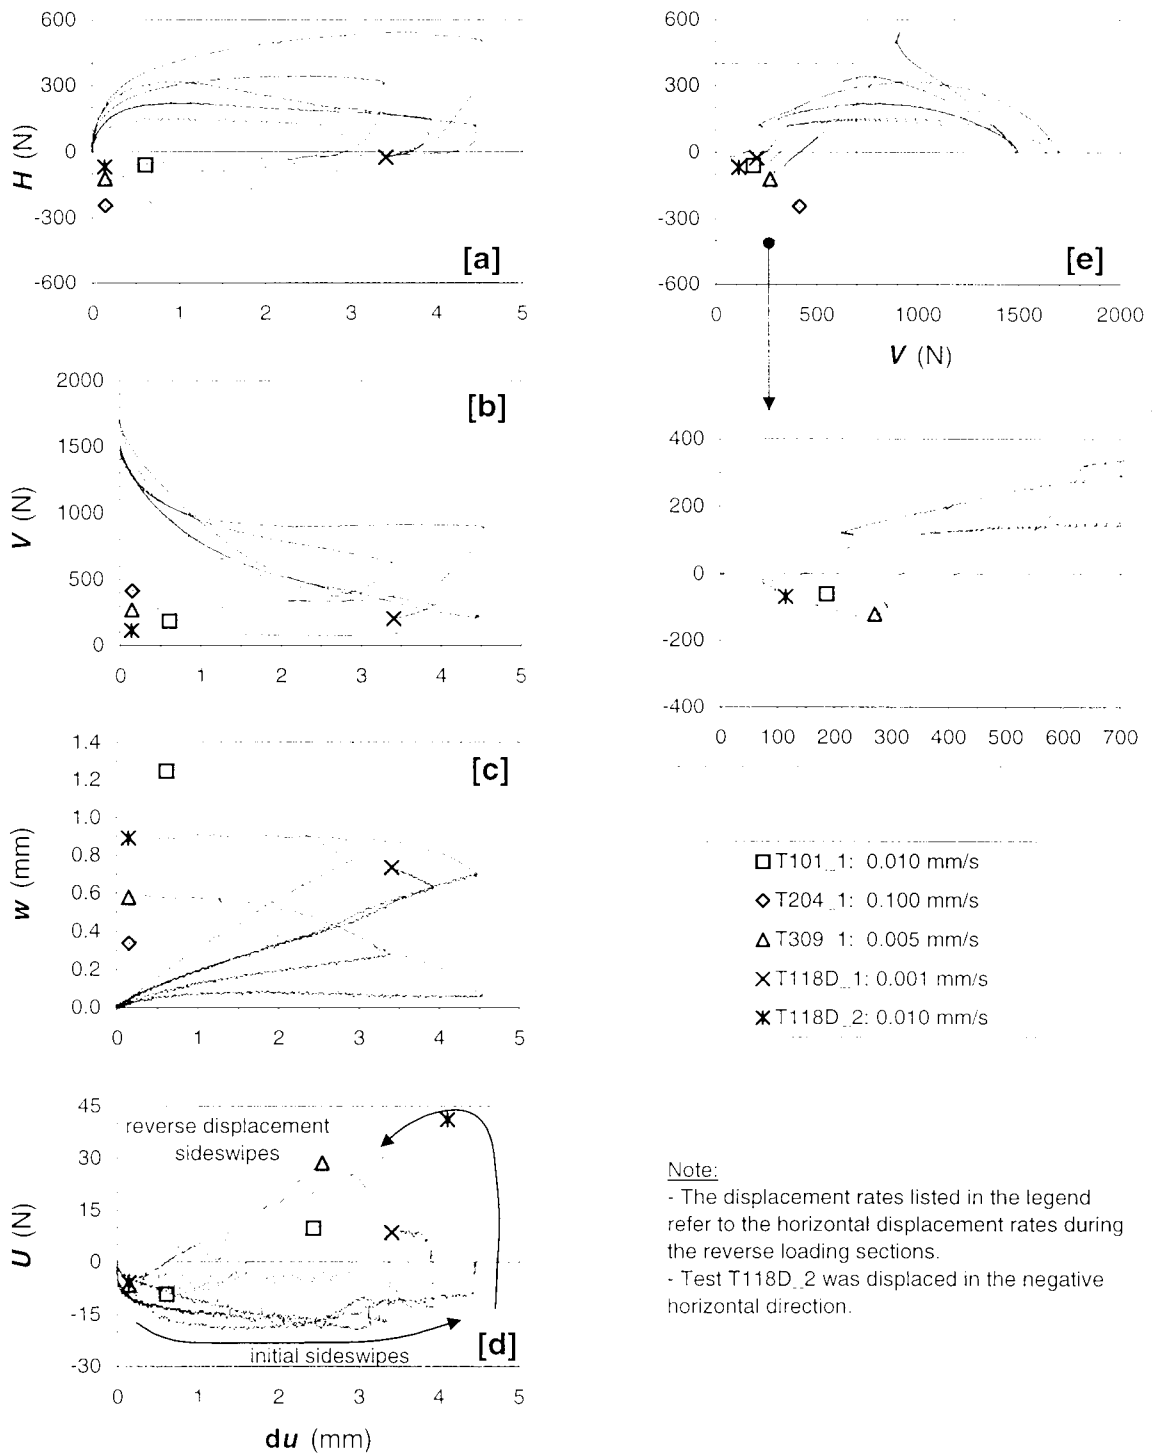 600
300
0
-300
-600
H (N)
[a]
0 1 2 3 4 5
2000
1500
1000
500
0
V (N)
[b]
0 1 2 3 4 5
1.4
1.2
1.0
0.8
0.6
0.4
0.2
0.0
w (mm)
[c]
0 1 2 3 4 5
45
30
15
0
-15
-30
U (N)
reverse displacement
sideswipes
initial sideswipes
[d]
0 1 2 3 4 5
du (mm)
600
300
0
-300
-600
[e]
0 500 1000 1500 2000
V (N)
400
200
0
-200
-400
0 100 200 300 400 500 600 700
T101_1: 0.010 mm/s
T204_1: 0.100 mm/s
T309_1: 0.005 mm/s
T118D_1: 0.001 mm/s
T118D_2: 0.010 mm/s
Note:
- The displacement rates listed in the legend
refer to the horizontal displacement rates during
the reverse loading sections.
- Test T118D_2 was displaced in the negative
horizontal direction.